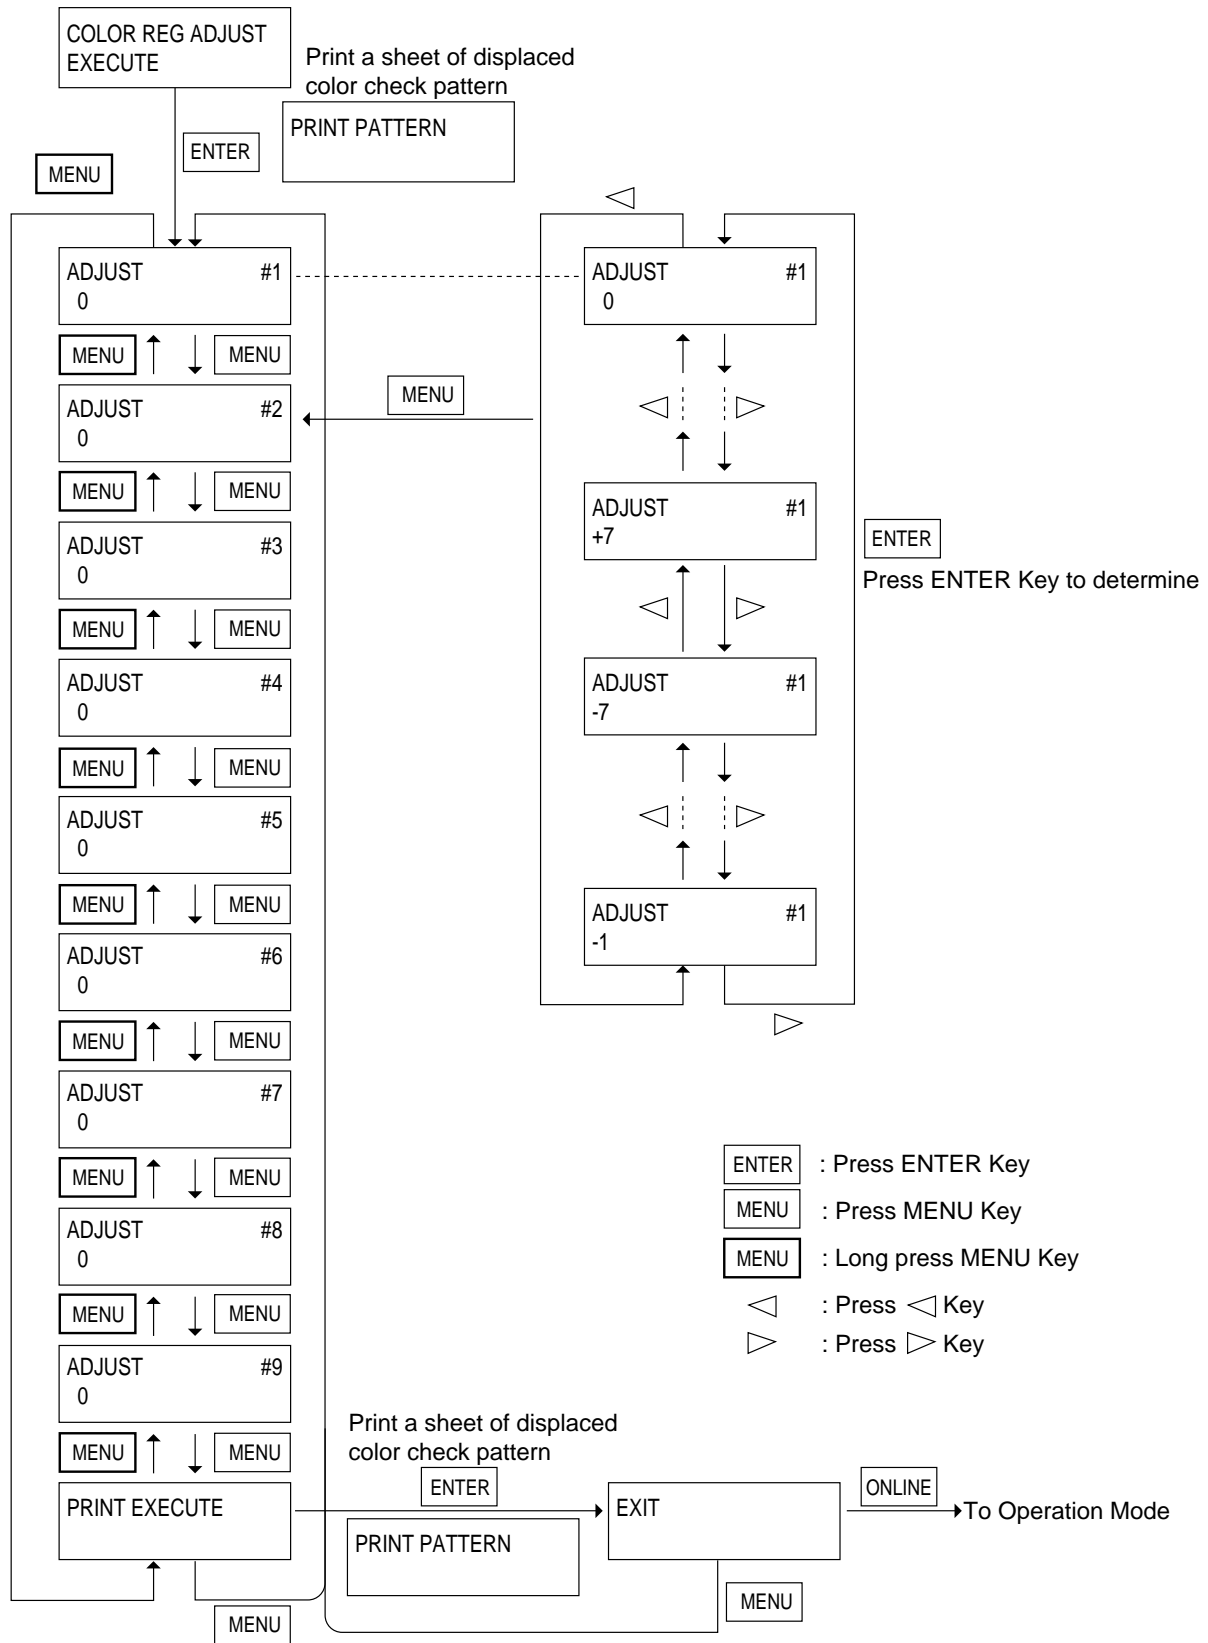 COLOR REG ADJUST
EXECUTE
Print a sheet of displaced
color check pattern
PRINT PATTERN
ENTER
MENU
ADJUST #1
0
MENU MENU
ADJUST #2
0
MENU MENU
ADJUST #3
0
MENU MENU
ADJUST #4
0
MENU MENU
ADJUST #5
0
MENU MENU
ADJUST #6
0
MENU MENU
ADJUST #7
0
MENU MENU
ADJUST #8
0
MENU MENU
ADJUST #9
0
MENU MENU
PRINT EXECUTE
MENU
ADJUST #1
0
MENU
ADJUST #1
+7
ENTER
Press ENTER Key to determine
ADJUST #1
-7
ADJUST #1
-1
ENTER : Press ENTER Key
MENU : Press MENU Key
MENU : Long press MENU Key
: Press Key
: Press Key
Print a sheet of displaced
color check pattern
ENTER
PRINT PATTERN
EXIT
ONLINE
To Operation Mode
MENU